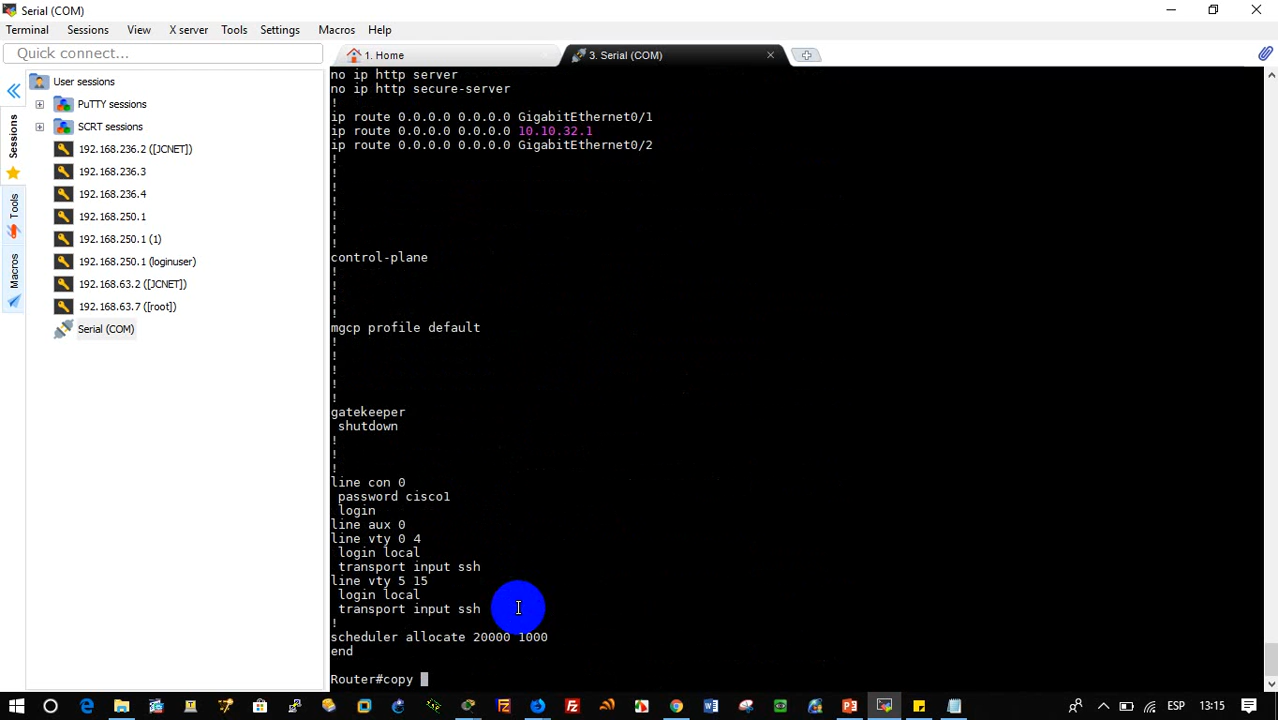 Serial (COM)
Terminal Sessions View X server Tools Settings Macros Help
Quick connect...
1. Home
3. Serial (COM)
Sessions
Tools
Macros
User sessions
PuTTY sessions
SCRT sessions
192.168.236.2 ([JCNET])
192.168.236.3
192.168.236.4
192.168.250.1
192.168.250.1 (1)
192.168.250.1 (loginuser)
192.168.63.2 ([JCNET])
192.168.63.7 ([root])
Serial (COM)
no ip http server
no ip http secure-server
!
ip route 0.0.0.0 0.0.0.0 GigabitEthernet0/1
ip route 0.0.0.0 0.0.0.0 10.10.32.1
ip route 0.0.0.0 0.0.0.0 GigabitEthernet0/2
!
!
!
!
!
!
!
control-plane
!
!
!
!
mgcp profile default
!
!
!
!
!
gatekeeper
shutdown
!
!
!
line con 0
password cisco1
login
line aux 0
line vty 0 4
login local
transport input ssh
line vty 5 15
login local
transport input ssh
!
scheduler allocate 20000 1000
end
Router#copy
ESP 13:15